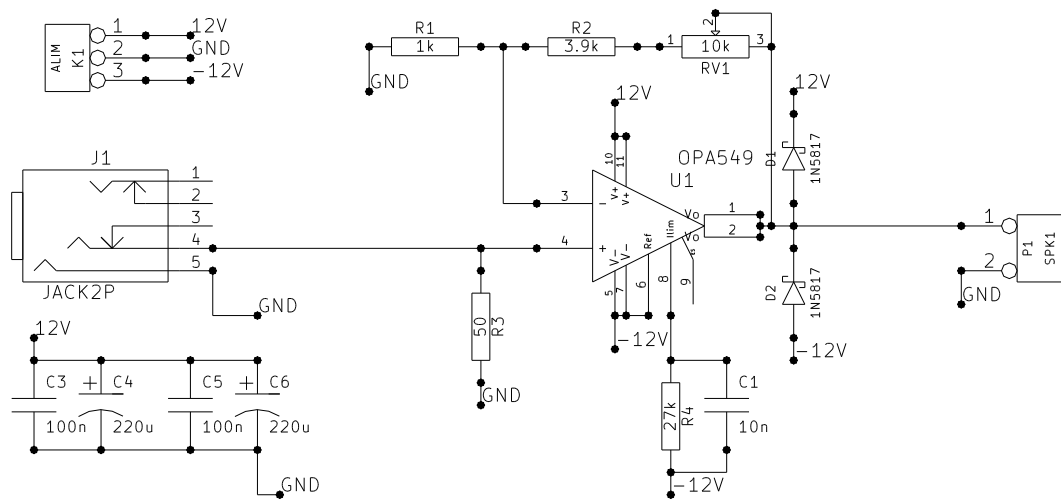 ALIM
K1
1
2
3
12V
GND
-12V
J1
1
2
3
4
5
JACK2P
GND
12V
C3
100n
C4
220u
C5
100n
C6
220u
GND
R1
1k
GND
R2
3.9k
1
2
3
10k
RV1
12V
10
11
V+
V+
OPA549
U1
3
-
4
+
V-
V-
Ref
Ilim
Vo
Vo
ES
1
2
5
7
6
8
9
-12V
50
R3
GND
27k
R4
C1
10n
-12V
12V
D1
1N5817
D2
1N5817
-12V
1
2
GND
P1
SPK1